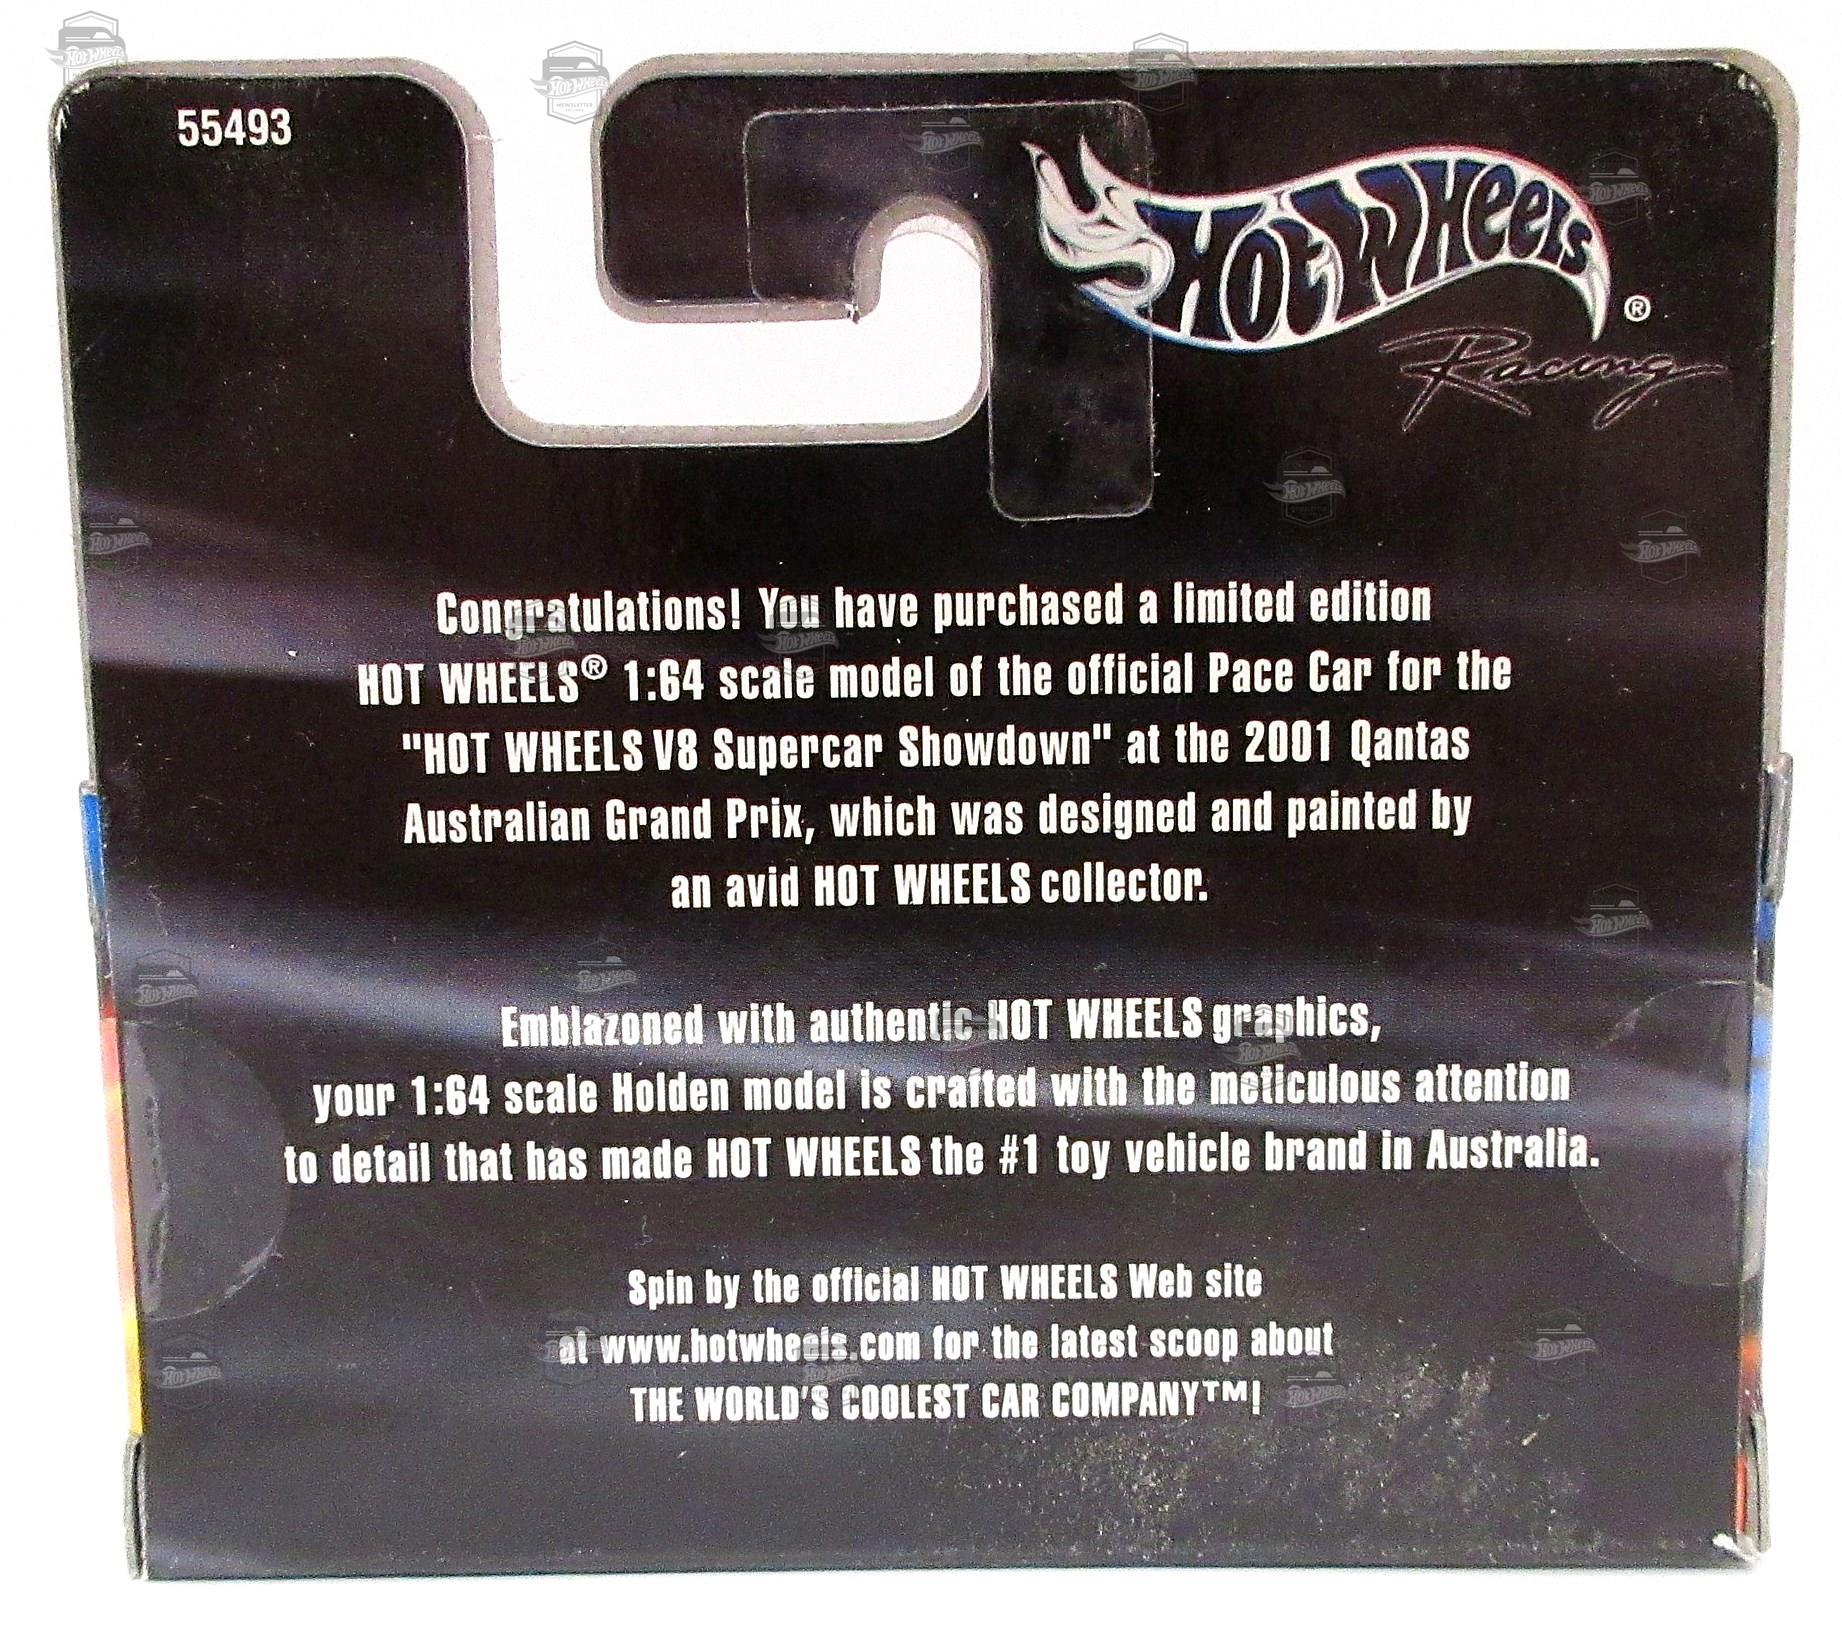 55493
HOT WHEELS®
Racing
Congratulations! You have purchased a limited edition
HOT WHEELS® 1:64 scale model of the official Pace Car for the
"HOT WHEELS V8 Supercar Showdown" at the 2001 Qantas
Australian Grand Prix, which was designed and painted by
an avid HOT WHEELS collector.
Emblazoned with authentic HOT WHEELS graphics,
your 1:64 scale Holden model is crafted with the meticulous attention
to detail that has made HOT WHEELS the #1 toy vehicle brand in Australia.
Spin by the official HOT WHEELS Web site
at www.hotwheels.com for the latest scoop about
THE WORLD'S COOLEST CAR COMPANY™!